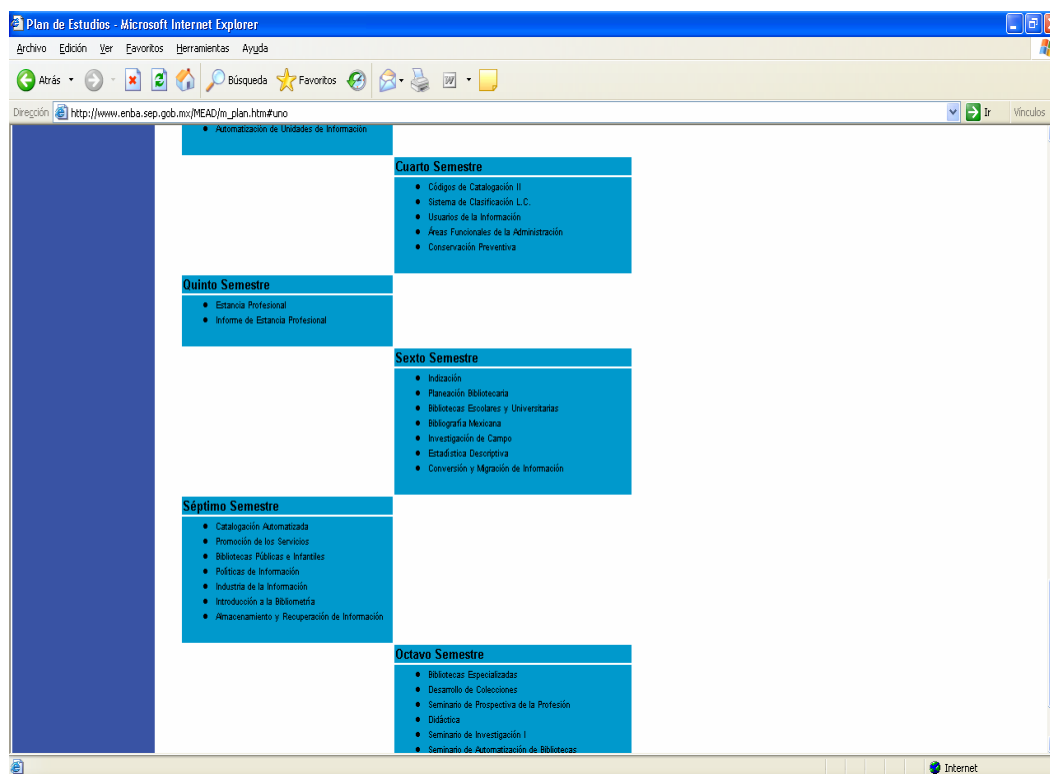 Plan de Estudios - Microsoft Internet Explorer
Archivo Edición Ver Favoritos Herramientas Ayuda
Atrás Búsqueda Favoritos
Dirección http://www.enba.sep.gob.mx/MEAD/m_plan.htm#uno Ir Vínculos
Automatización de Unidades de Información
Cuarto Semestre
Códigos de Catalogación II
Sistema de Clasificación L.C.
Usuarios de la Información
Áreas Funcionales de la Administración
Conservación Preventiva
Quinto Semestre
Estancia Profesional
Informe de Estancia Profesional
Sexto Semestre
Indización
Planeación Bibliotecaria
Bibliotecas Escolares y Universitarias
Bibliografía Mexicana
Investigación de Campo
Estadística Descriptiva
Conversión y Migración de Información
Séptimo Semestre
Catalogación Automatizada
Promoción de los Servicios
Bibliotecas Públicas e Infantiles
Políticas de Información
Industria de la Información
Introducción a la Bibliometría
Almacenamiento y Recuperación de Información
Octavo Semestre
Bibliotecas Especializadas
Desarrollo de Colecciones
Seminario de Prospectiva de la Profesión
Didáctica
Seminario de Investigación I
Seminario de Automatización de Bibliotecas
Internet